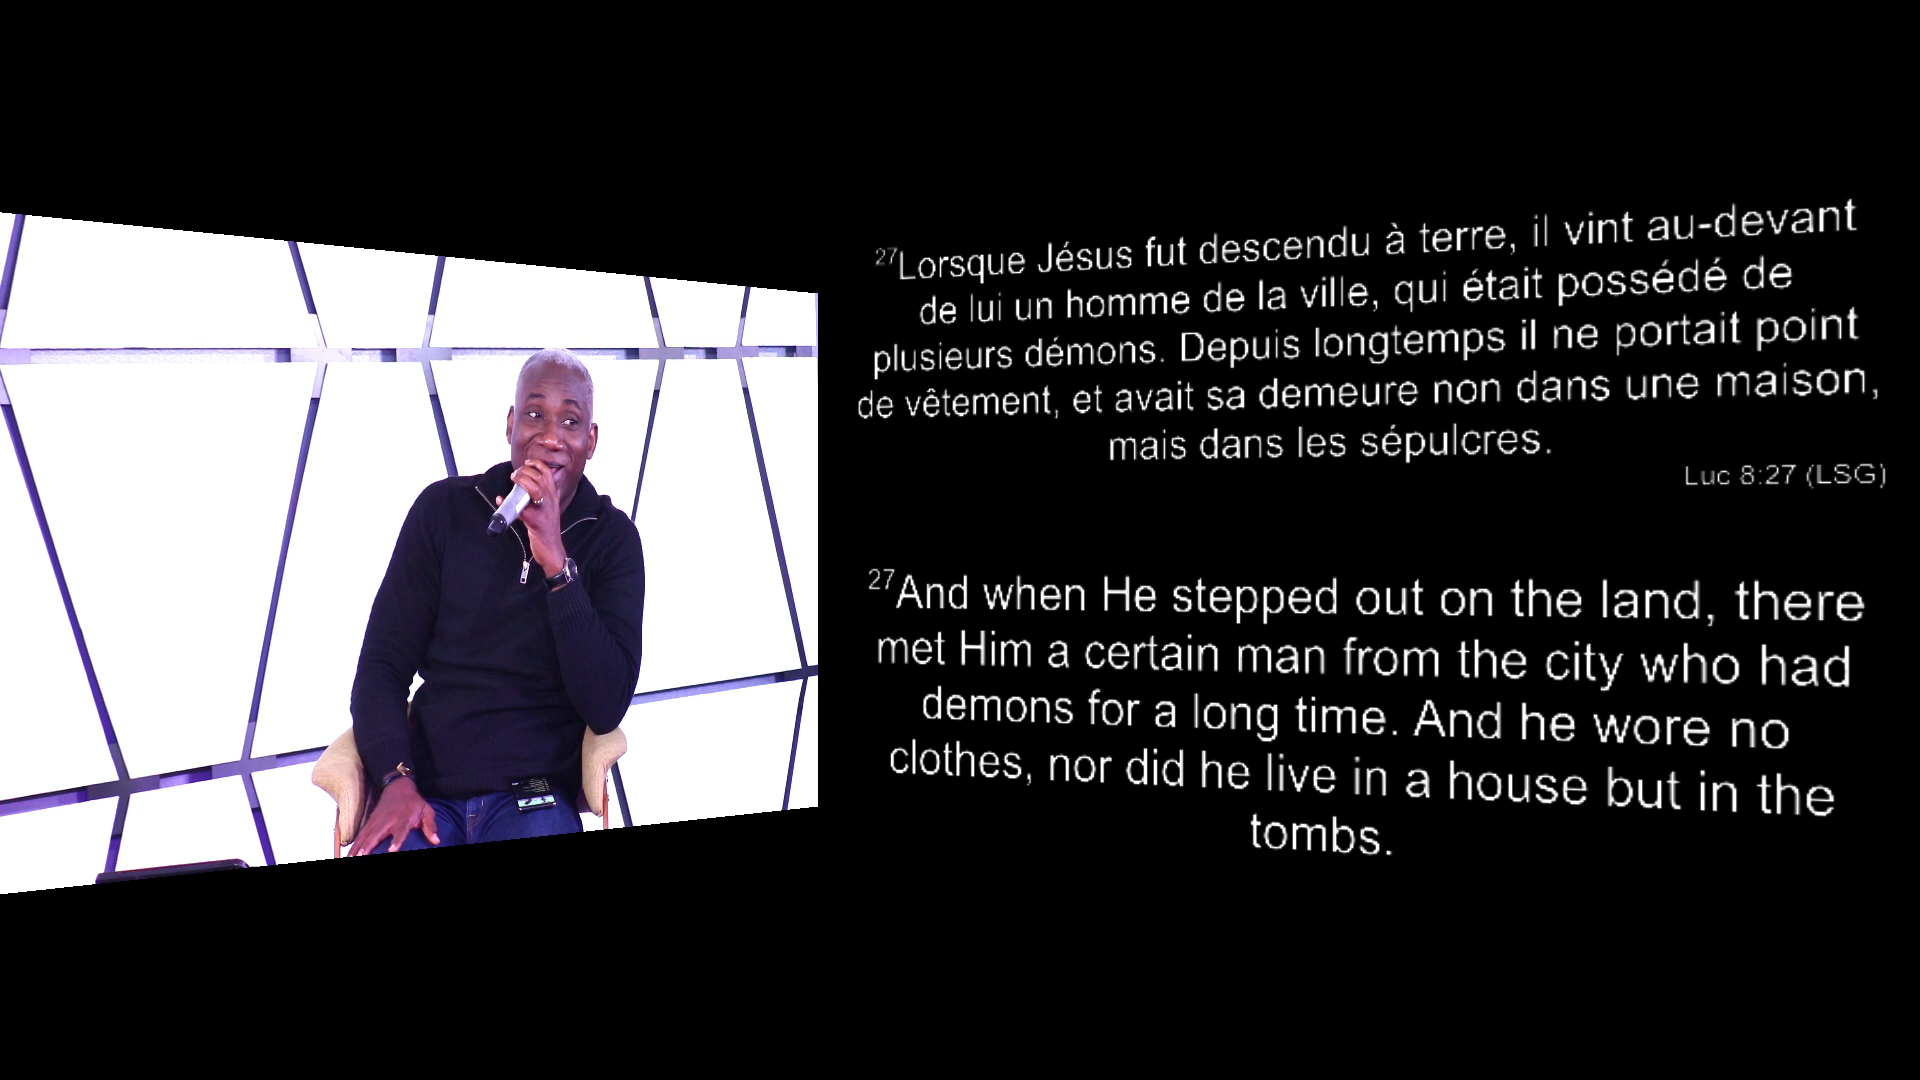 27Lorsque Jésus fut descendu à terre, il vint au-devant
de lui un homme de la ville, qui était possédé de
plusieurs démons. Depuis longtemps il ne portait point
de vêtement, et avait sa demeure non dans une maison,
mais dans les sépulcres.
Luc 8:27 (LSG)
27And when He stepped out on the land, there
met Him a certain man from the city who had
demons for a long time. And he wore no
clothes, nor did he live in a house but in the
tombs.